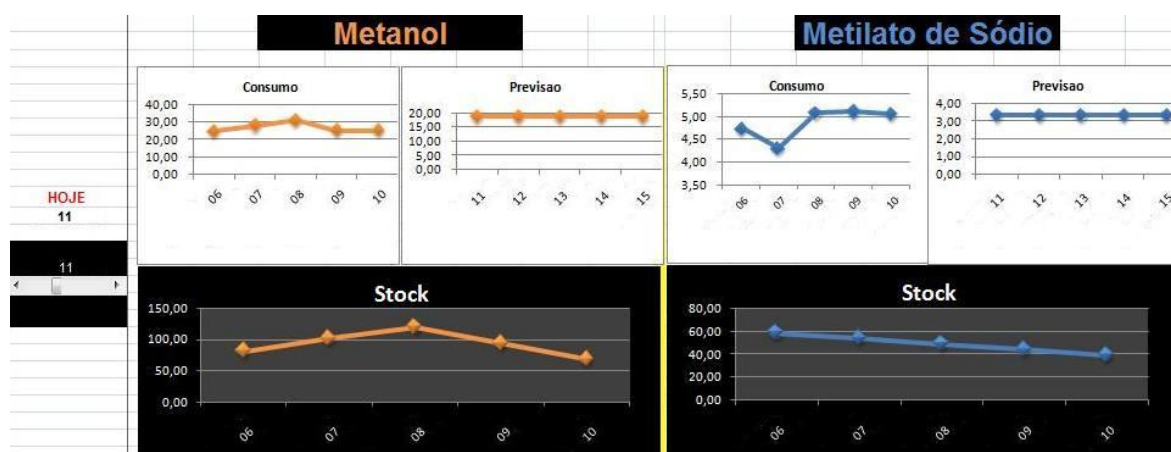 Metanol
Metilato de Sódio
Consumo
40,00
30,00
20,00
10,00
0,00
06 07 08 09 10
Previsao
20,00
15,00
10,00
5,00
0,00
11 12 13 14 15
Consumo
5,50
5,00
4,50
4,00
3,50
06 07 08 09 10
Previsao
4,00
3,00
2,00
1,00
0,00
11 12 13 14 15
HOJE
11
11
Stock
150,00
100,00
50,00
0,00
06 07 08 09 10
Stock
80,00
60,00
40,00
20,00
0,00
06 07 08 09 10